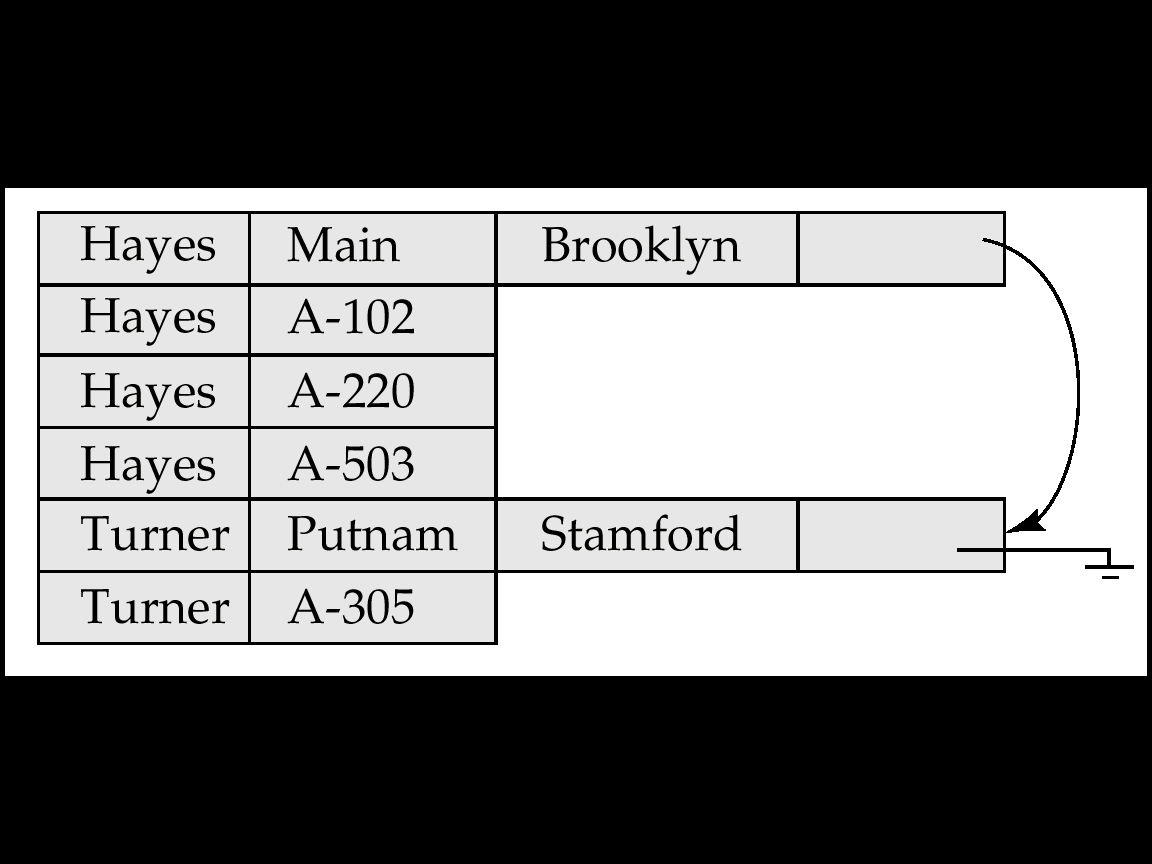 Hayes Main Brooklyn
Hayes A-102
Hayes A-220
Hayes A-503
Turner Putnam Stamford
Turner A-305